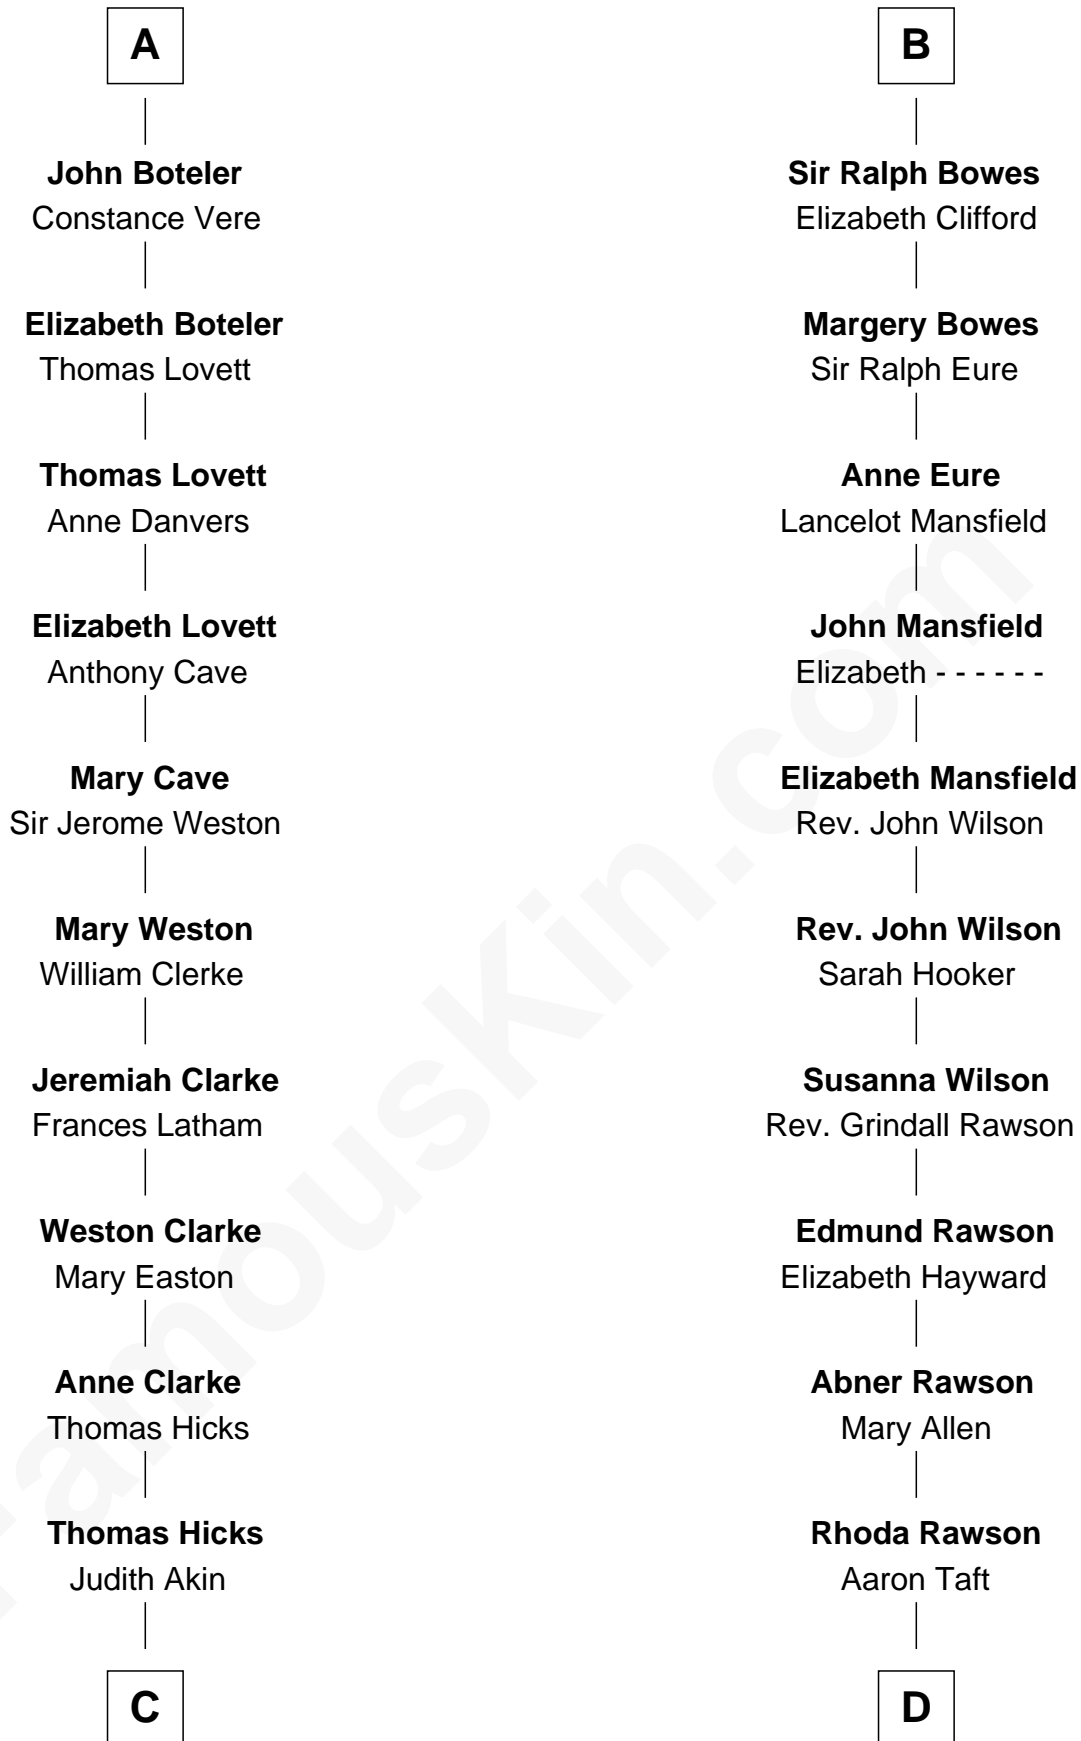 A
John Boteler
Constance Vere
Elizabeth Boteler
Thomas Lovett
Thomas Lovett
Anne Danvers
Elizabeth Lovett
Anthony Cave
Mary Cave
Sir Jerome Weston
Mary Weston
William Clerke
Jeremiah Clarke
Frances Latham
Weston Clarke
Mary Easton
Anne Clarke
Thomas Hicks
Thomas Hicks
Judith Akin
C
B
Sir Ralph Bowes
Elizabeth Clifford
Margery Bowes
Sir Ralph Eure
Anne Eure
Lancelot Mansfield
John Mansfield
Elizabeth - - - - - -
Elizabeth Mansfield
Rev. John Wilson
Rev. John Wilson
Sarah Hooker
Susanna Wilson
Rev. Grindall Rawson
Edmund Rawson
Elizabeth Hayward
Abner Rawson
Mary Allen
Rhoda Rawson
Aaron Taft
D
FamousKin.com